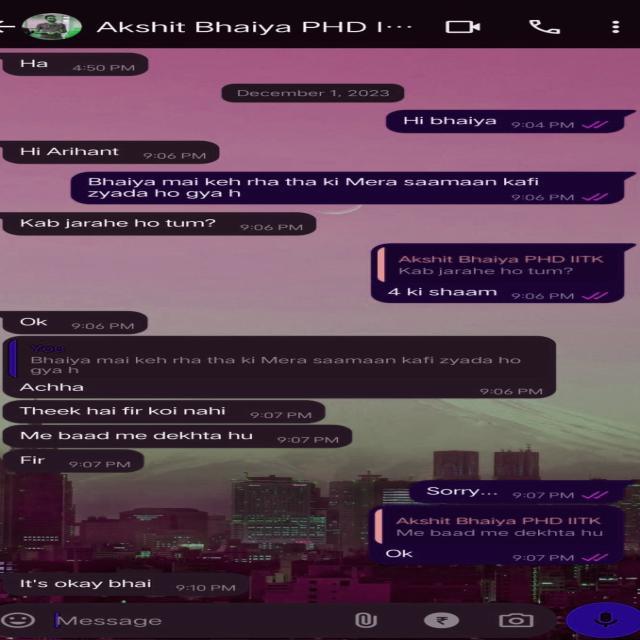 Akshit Bhaiya PHD I...
Ha 4:50 PM
December 1, 2023
Hi bhaiya 9:04 PM
Hi Arihant 9:06 PM
Bhaiya mai keh rha tha ki Mera saamaan kafi
zyada ho gya h 9:06 PM
Kab jarahe ho tum? 9:06 PM
Akshit Bhaiya PHD IITK
Kab jarahe ho tum?
4 ki shaam 9:06 PM
Ok 9:06 PM
You
Bhaiya mai keh rha tha ki Mera saamaan kafi zyada ho
gya h
Achha 9:06 PM
Theek hai fir koi nahi 9:07 PM
Me baad me dekhta hu 9:07 PM
Fir 9:07 PM
Sorry... 9:07 PM
Akshit Bhaiya PHD IITK
Me baad me dekhta hu
Ok 9:07 PM
It's okay bhai 9:10 PM
Message